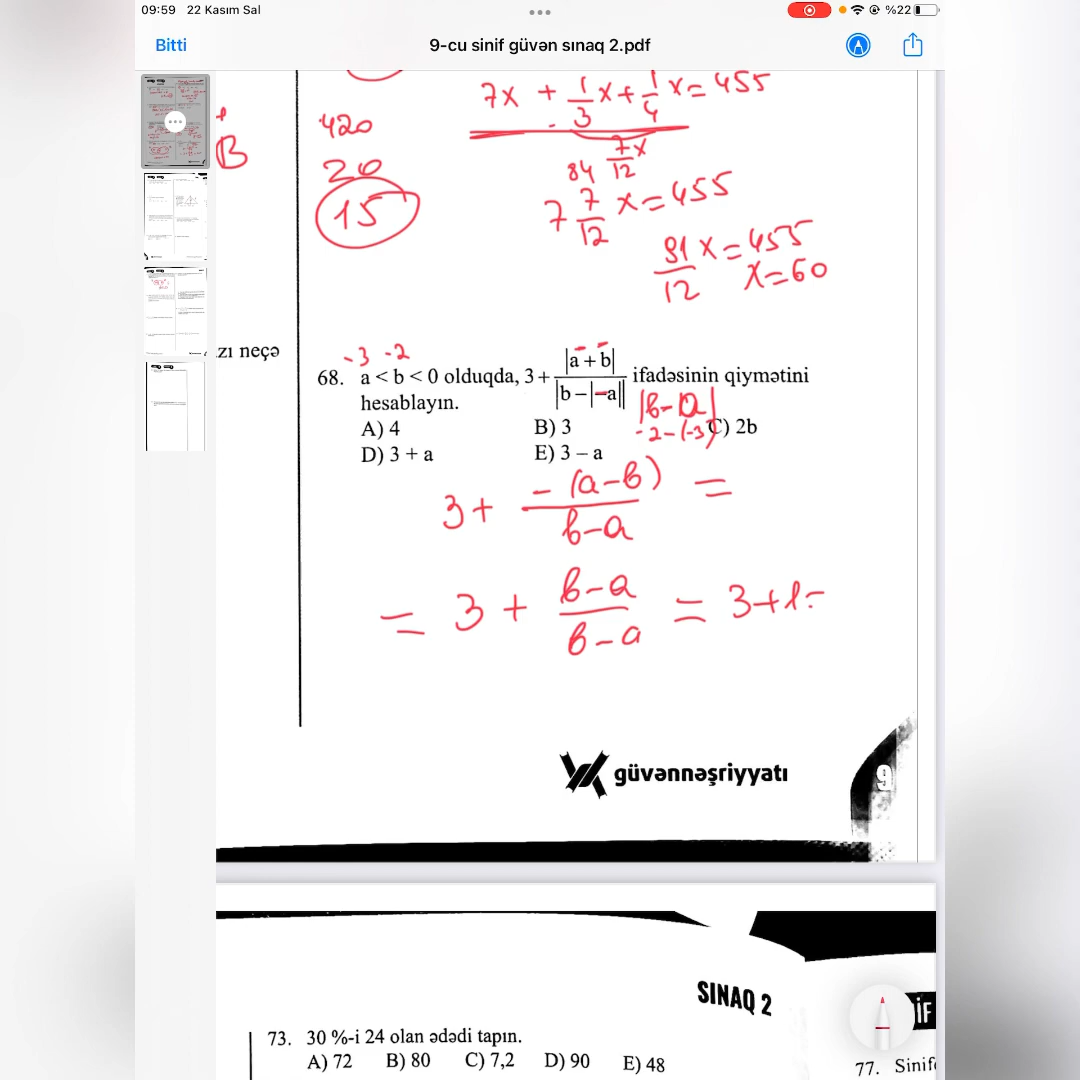 09:59 22 Kasım Sal
%22
Bitti
9-cu sinif güvən sınaq 2.pdf
B
zı neçə
420
20
15
7x + 1/3 x + 1/4 x = 455
7x/12
84
7 7/12 x = 455
91/12 x = 455
x = 60
-3 -2
68. a < b < 0 olduqda, 3 + |a + b| / |b – |–a|| ifadəsinin qiymətini
hesablayın.
|b-a|
-2-(-3)
A) 4 B) 3 C) 2b
D) 3 + a E) 3 – a
3 + -(a-b) / b-a =
= 3 + b-a / b-a = 3+1=
güvənnəşriyyatı
9
SINAQ 2
İF
73. 30 %-i 24 olan ədədi tapın.
A) 72 B) 80 C) 7,2 D) 90 E) 48
77. Sinifd